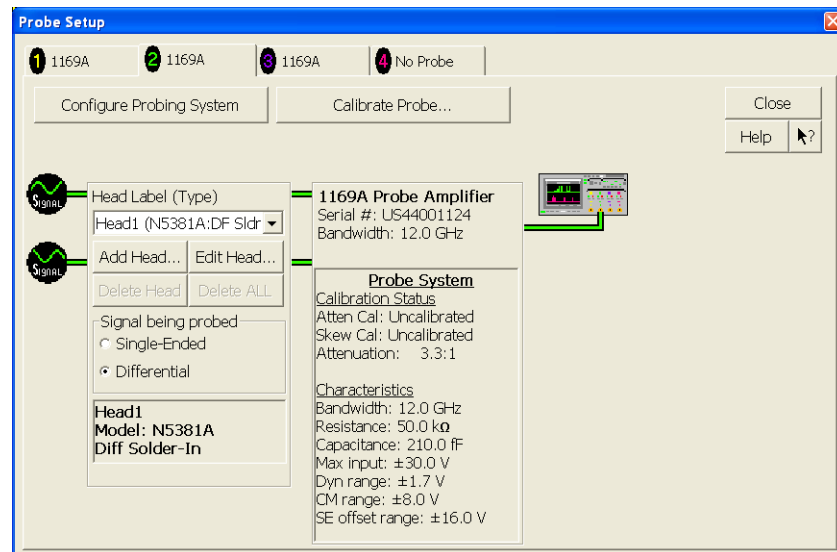 Probe Setup
1 1169A 2 1169A 3 1169A 4 No Probe
Configure Probing System Calibrate Probe... Close
Help ?
SIGNAL
Head Label (Type)
Head1 (N5381A:DF Sldr
SIGNAL
Add Head... Edit Head...
Delete Head Delete ALL
Signal being probed
Single-Ended
Differential
Head1
Model: N5381A
Diff Solder-In
1169A Probe Amplifier
Serial #: US44001124
Bandwidth: 12.0 GHz
Probe System
Calibration Status
Atten Cal: Uncalibrated
Skew Cal: Uncalibrated
Attenuation: 3.3:1
Characteristics
Bandwidth: 12.0 GHz
Resistance: 50.0 kΩ
Capacitance: 210.0 fF
Max input: ±30.0 V
Dyn range: ±1.7 V
CM range: ±8.0 V
SE offset range: ±16.0 V